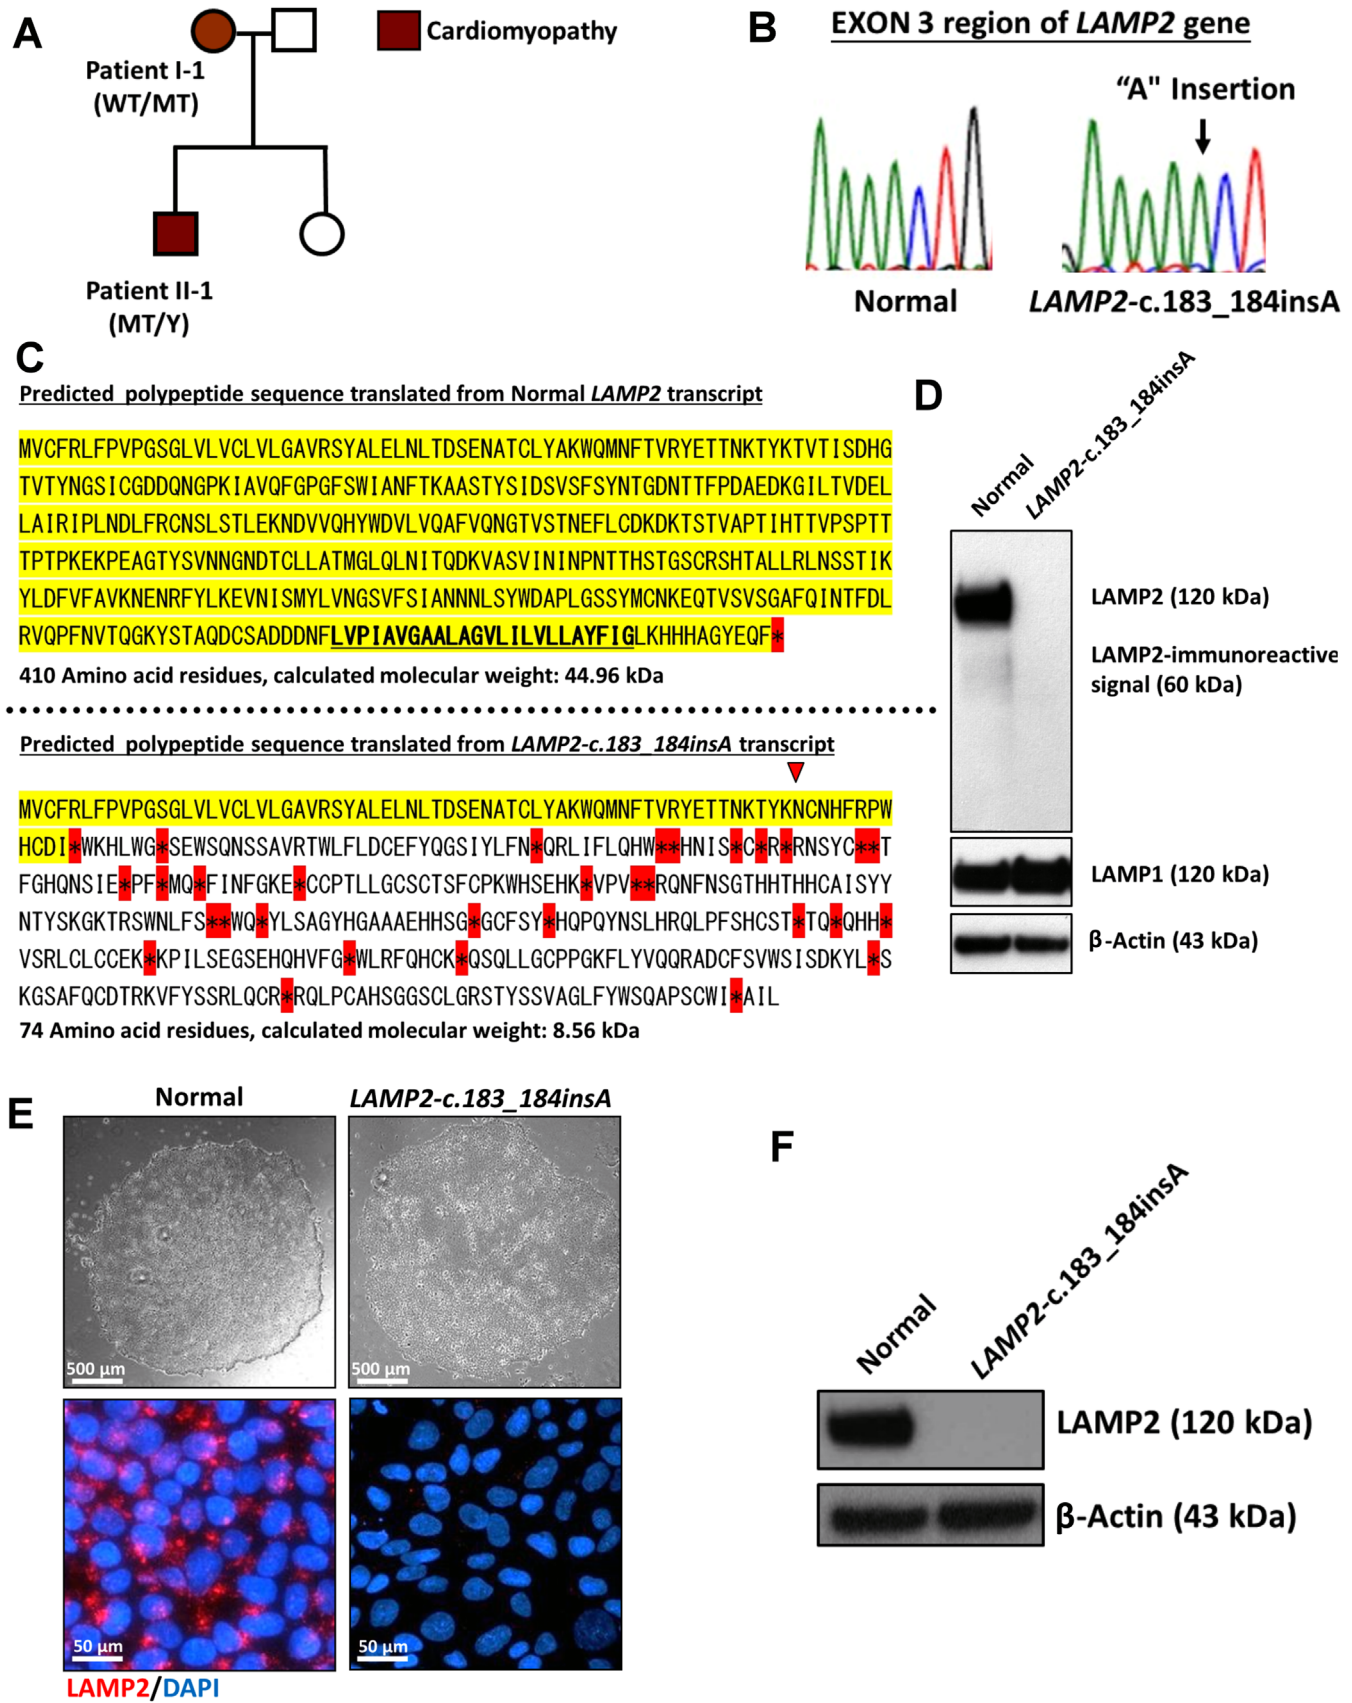 A
Cardiomyopathy
Patient I-1
(WT/MT)
Patient II-1
(MT/Y)
B
EXON 3 region of LAMP2 gene
“A" Insertion
Normal
LAMP2-c.183_184insA
C
Predicted polypeptide sequence translated from Normal LAMP2 transcript
MVCFRLFPVPGSGLVLVCLVLGAVRSYALELNLTDSENATCLYAKWQMNFTVRYETTNKTYKTVTISDHG
TVTYNGSICGDDQNGPKIAVQFGPGFSWIANFTKAASTYSIDSVSFSYNTGDNTTFPDAEDKGILTVDEL
LAIRIPLNDLFRCNSLSTLEKNDVVQHYWDVLVQAFVQNGTVSTNEFLCDKDKTSTVAPTIHTTVPSPTT
TPTPKEKPEAGTYSVNNGNDTCLLATMGLQLNITQDKVASVININPNTTHSTGSCRSHTALLRLNSSTIK
YLDFVFAVKNENRFYLKEVNISMYLVNGSVFSIANNNLSYWDAPLGSSYMCNKEQTVSVSGAFQINTFDL
RVQPFNVTQGKYSTAQDCSADDDNFLVPIAVGAALAGVLILVLLAYFIGLKHHHAGYEQF*
410 Amino acid residues, calculated molecular weight: 44.96 kDa
Predicted polypeptide sequence translated from LAMP2-c.183_184insA transcript
MVCFRLFPVPGSGLVLVCLVLGAVRSYALELNLTDSENATCLYAKWQMNFTVRYETTNKTYKNCNHFRPW
HCDI*WKHLWG*SEWSQNSSAVRTWLFLDCEFYQGSIYLFN*QRLIFLQHW**HNIS*C*R*RNSYC**T
FGHQNSIE*PF*MQ*FINFGKE*CCPTLLGCSCTSFCPKWHSEHK*VPV**RQNFNSGTHHTHHCAISYY
NTYSKGKTRSWNLFS**WQ*YLSAGYHGAAAEHHSG*GCFSY*HQPQYNSLHRQLPFSHCST*TQ*QHH*
VSRLCLCCEK*KPILSEGSEHQHVFG*WLRFQHCK*QSQLLGCPPGKFLYVQQRADCFSVWSISDKYL*S
KGSAFQCDTRKVFYSSRLQCR*RQLPCAHSGGSCLGRSTYSSVAGLFYWSQAPSCWI*AIL
74 Amino acid residues, calculated molecular weight: 8.56 kDa
D
Normal
LAMP2-c.183_184insA
LAMP2 (120 kDa)
LAMP2-immunoreactive
signal (60 kDa)
LAMP1 (120 kDa)
β-Actin (43 kDa)
E
Normal
LAMP2-c.183_184insA
500 µm
500 µm
50 µm
50 µm
LAMP2/DAPI
F
Normal
LAMP2-c.183_184insA
LAMP2 (120 kDa)
β-Actin (43 kDa)